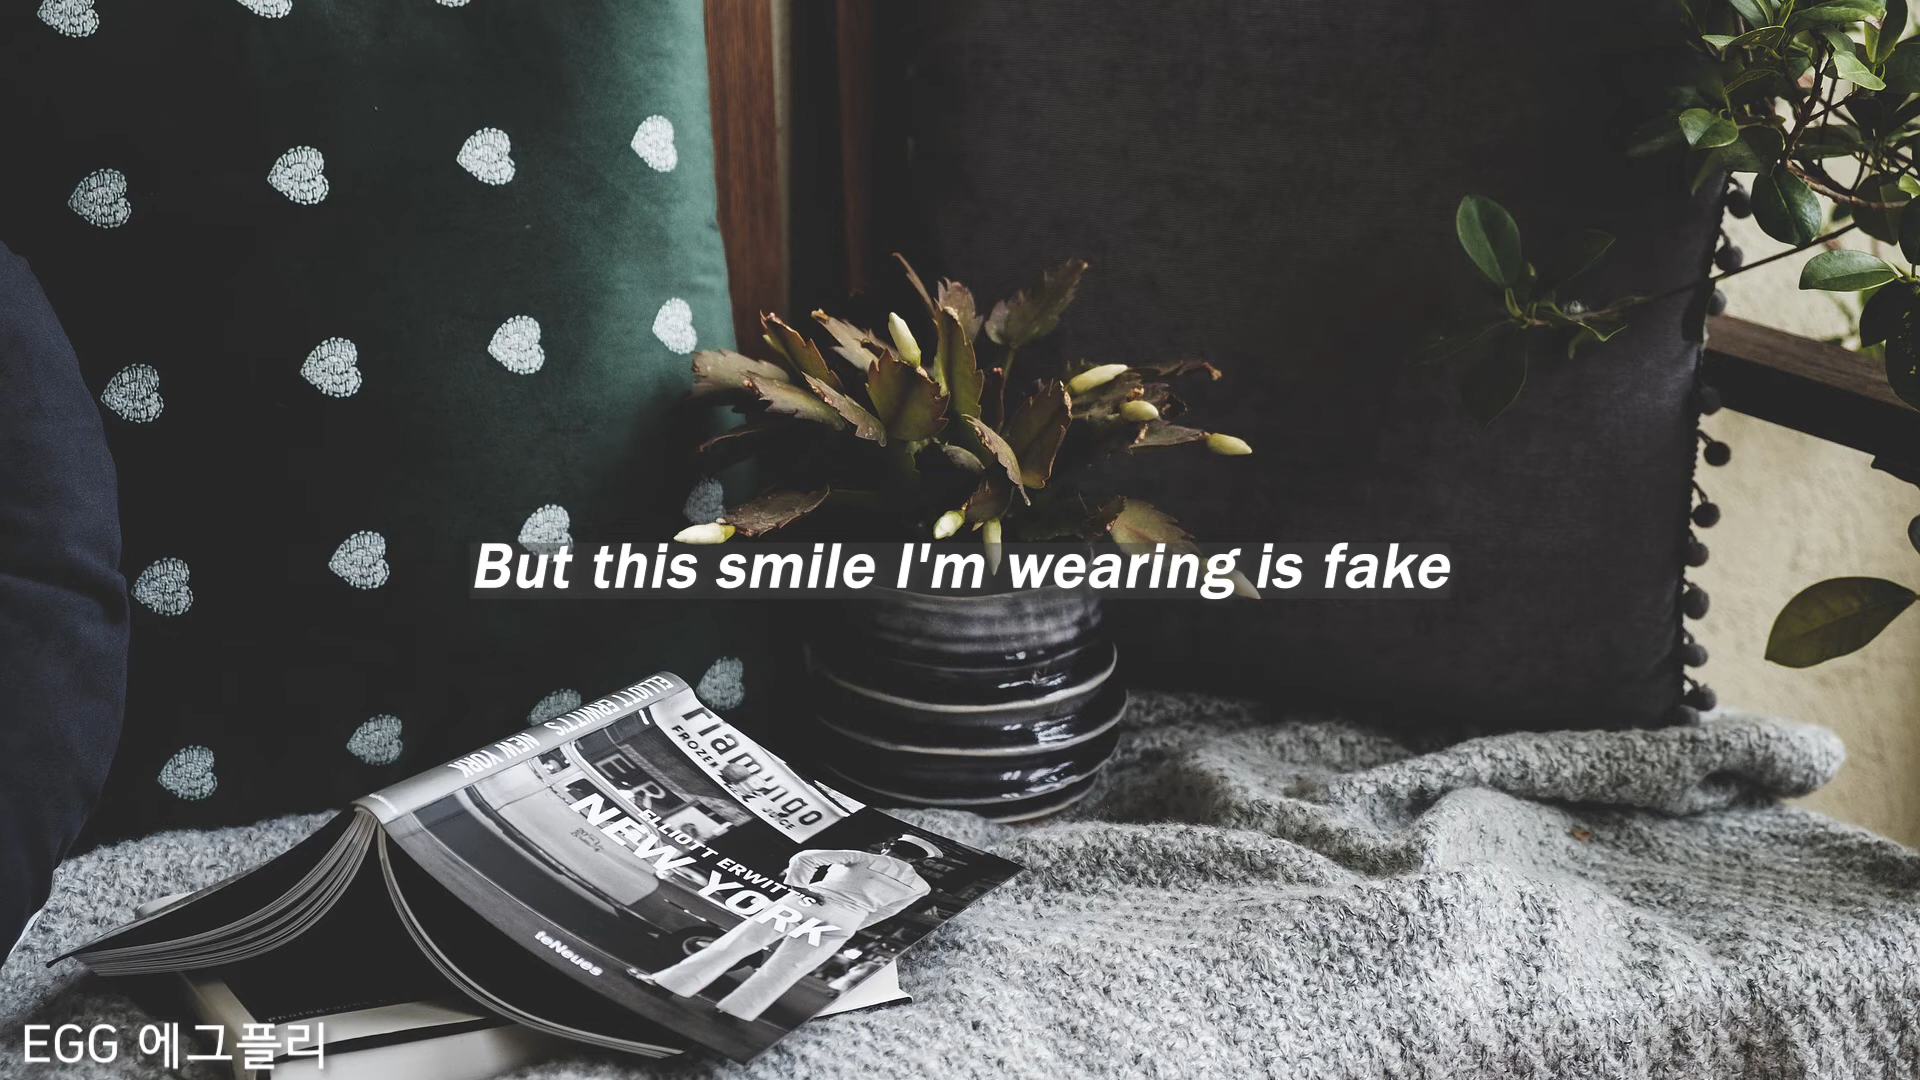 But this smile I'm wearing is fake
ELLIOTT ERWITT'S NEW YORK
Flamingo
FROZEN
ELLIOTT ERWITT'S
NEW YORK
teNeues
EGG 에그플리